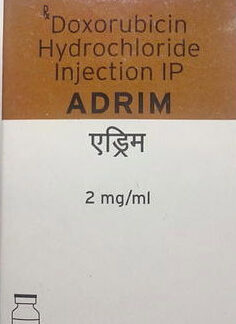 ℞Doxorubicin
Hydrochloride
Injection IP
ADRIM
एड्रिम
2 mg/ml